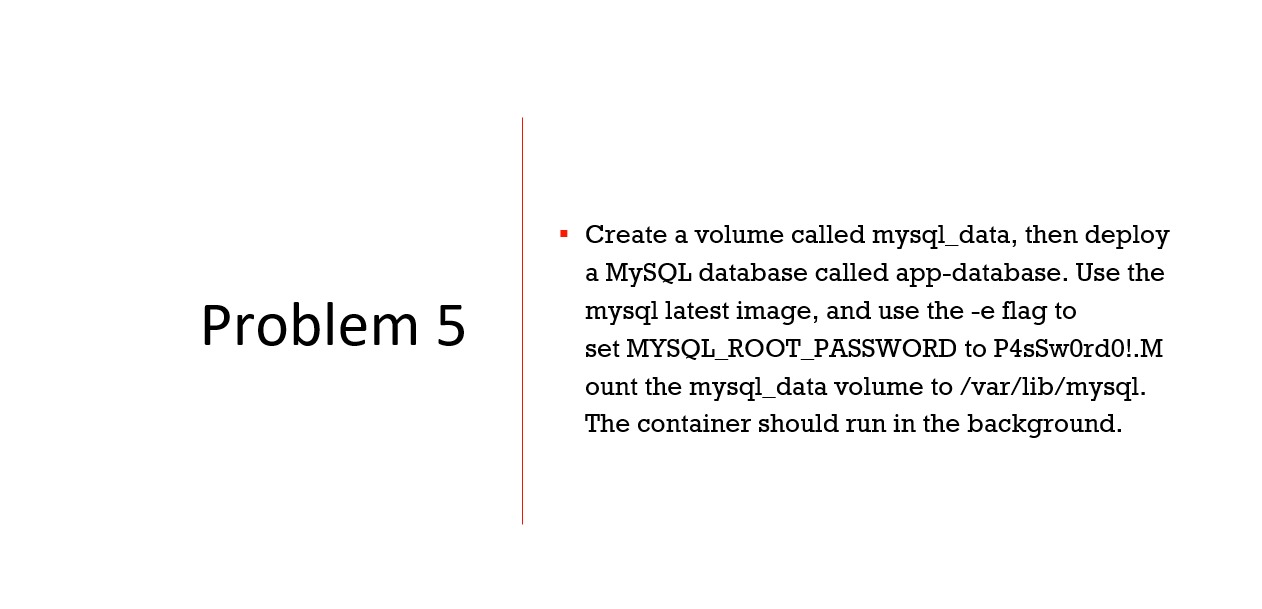 Problem 5
Create a volume called mysql_data, then deploy
a MySQL database called app-database. Use the
mysql latest image, and use the -e flag to
set MYSQL_ROOT_PASSWORD to P4sSw0rd0!.M
ount the mysql_data volume to /var/lib/mysql.
The container should run in the background.